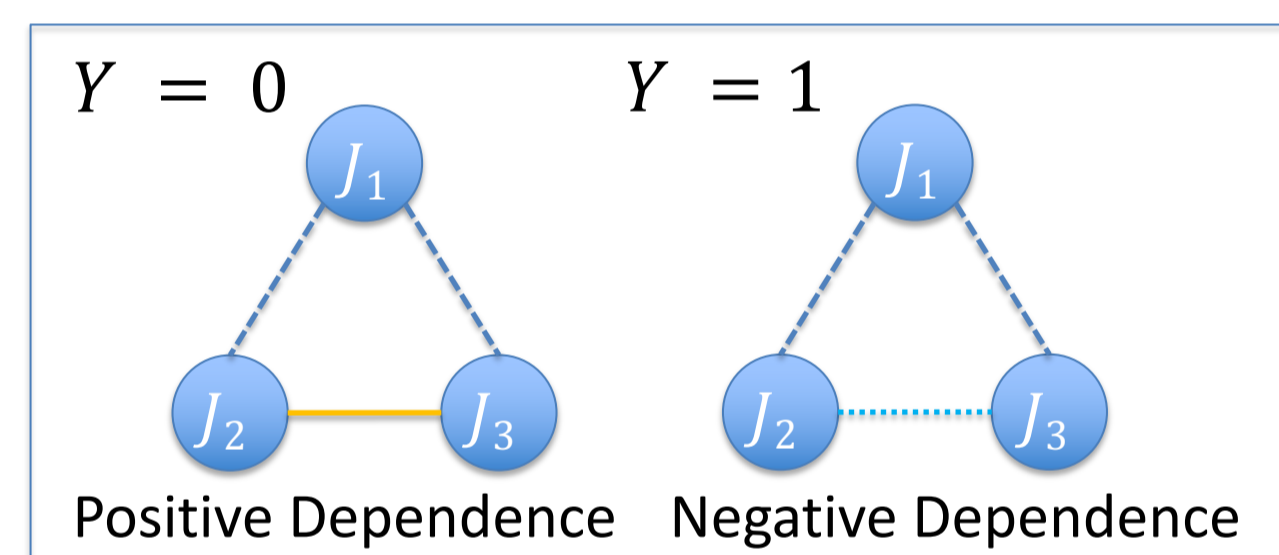 Y = 0
J1
J2
J3
Positive Dependence
Y = 1
J1
J2
J3
Negative Dependence